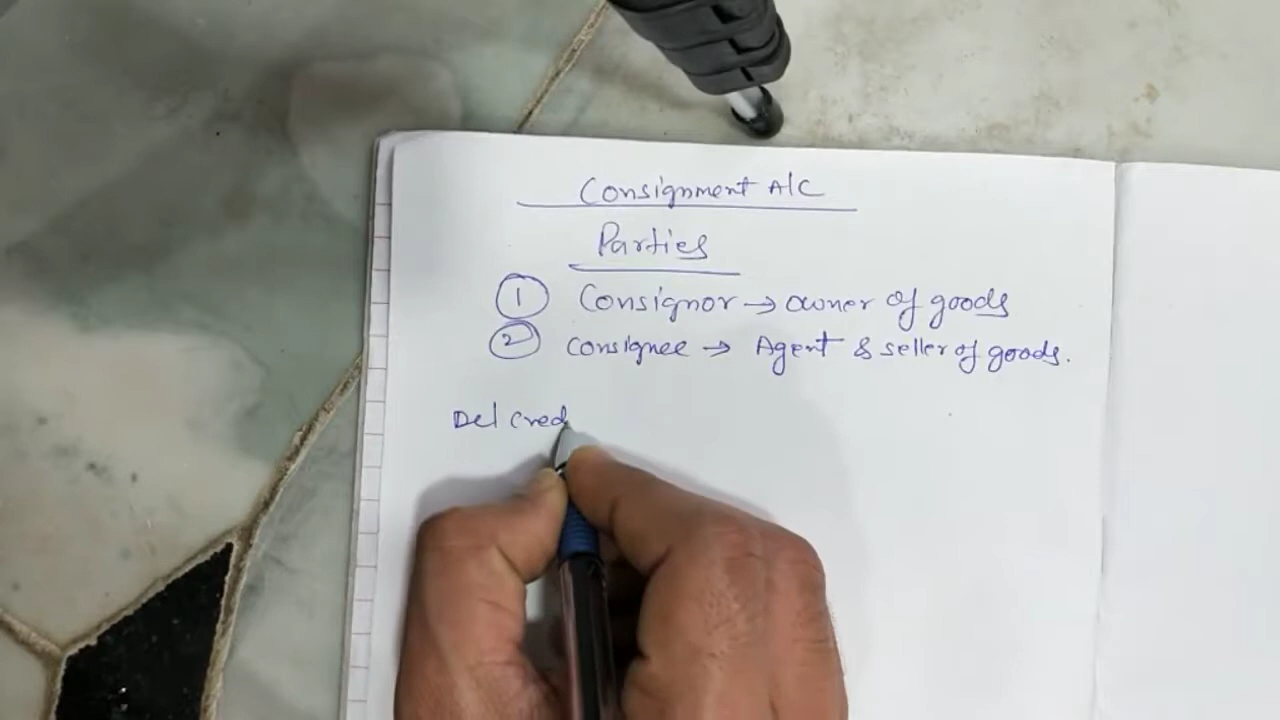 Consignment A/C
Parties
1 Consignor → owner of goods
2 Consignee → Agent & seller of goods.
Del Cred